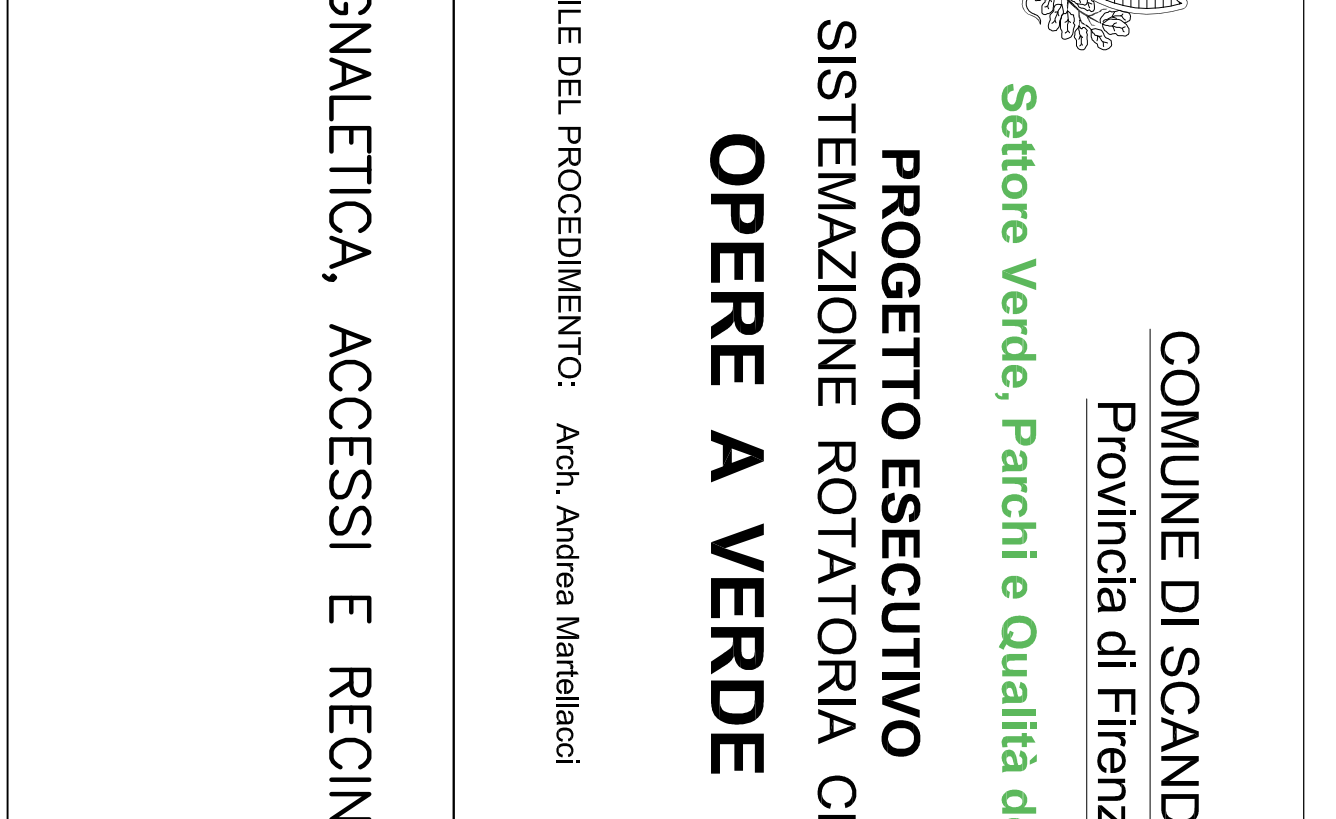 COMUNE DI SCAND
Provincia di Firenz
Settore Verde, Parchi e Qualità de
PROGETTO ESECUTIVO
SISTEMAZIONE ROTATORIA
OPERE A VERDE
ILE DEL PROCEDIMENTO: Arch. Andrea Martellacci
GNALETICA, ACCESSI E RECIN